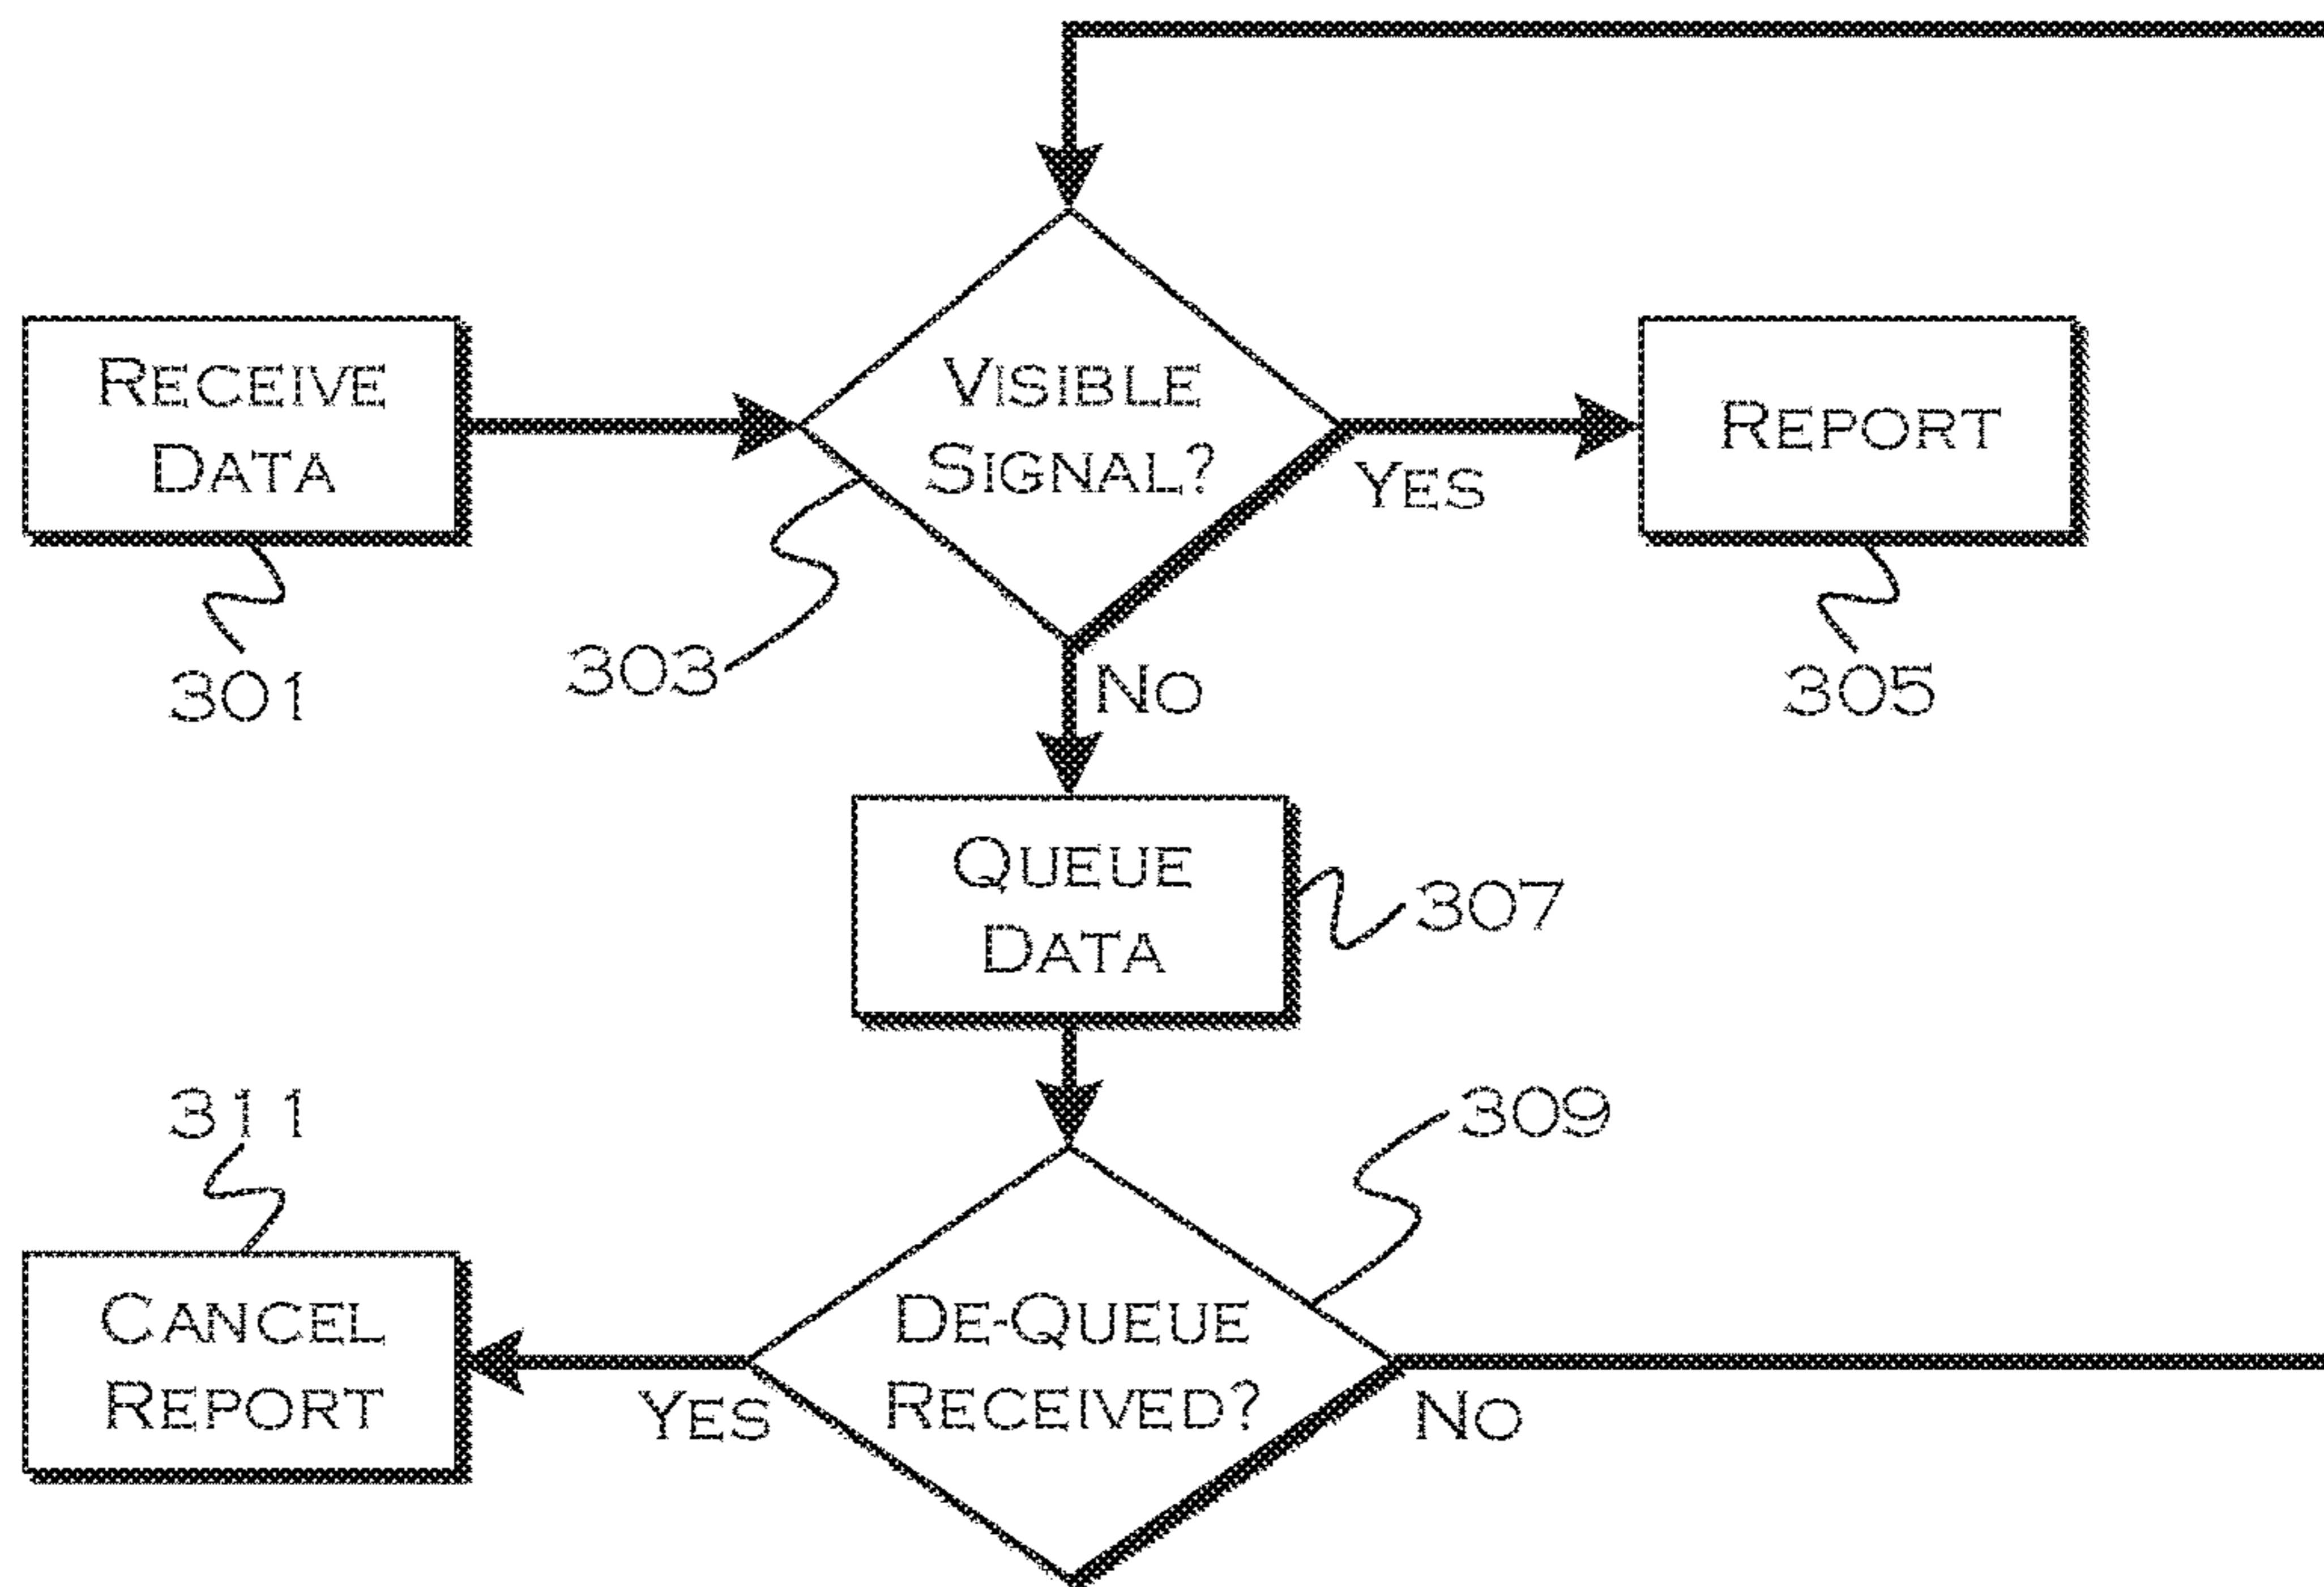 RECEIVE
DATA
301
VISIBLE
SIGNAL?
303
YES
REPORT
305
NO
QUEUE
DATA
307
309
DE-QUEUE
RECEIVED?
YES
NO
311
CANCEL
REPORT